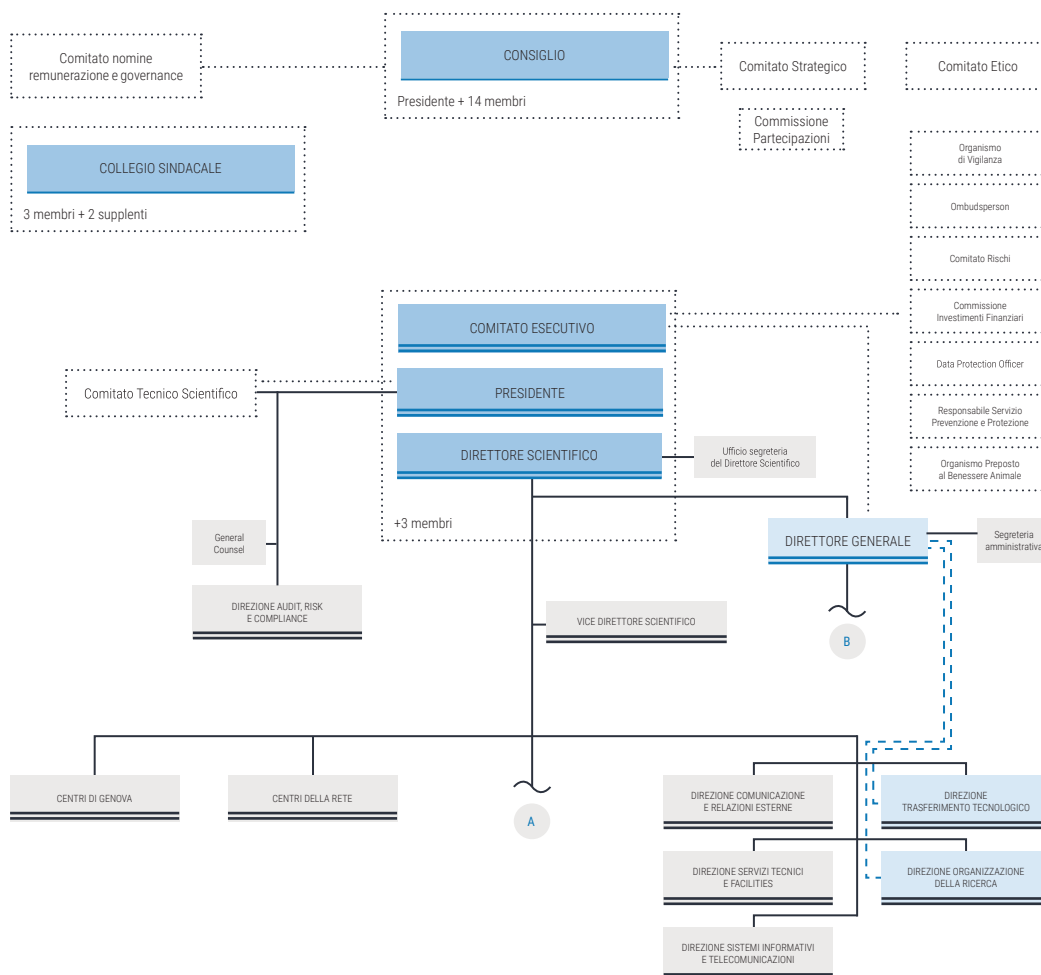 Comitato nomine
remunerazione e governance
CONSIGLIO
Presidente + 14 membri
Comitato Strategico
Comitato Etico
Commissione
Partecipazioni
COLLEGIO SINDACALE
3 membri + 2 supplenti
Organismo
di Vigilanza
Ombudsperson
Comitato Rischi
Commissione
Investimenti Finanziari
Data Protection Officer
Responsabile Servizio
Prevenzione e Protezione
Organismo Preposto
al Benessere Animale
COMITATO ESECUTIVO
PRESIDENTE
DIRETTORE SCIENTIFICO
+3 membri
Comitato Tecnico Scientifico
Ufficio segreteria
del Direttore Scientifico
General
Counsel
DIREZIONE AUDIT, RISK
E COMPLIANCE
DIRETTORE GENERALE
Segreteria
amministrativa
VICE DIRETTORE SCIENTIFICO
B
CENTRI DI GENOVA
CENTRI DELLA RETE
A
DIREZIONE COMUNICAZIONE
E RELAZIONI ESTERNE
DIREZIONE
TRASFERIMENTO TECNOLOGICO
DIREZIONE SERVIZI TECNICI
E FACILITIES
DIREZIONE ORGANIZZAZIONE
DELLA RICERCA
DIREZIONE SISTEMI INFORMATIVI
E TELECOMUNICAZIONI